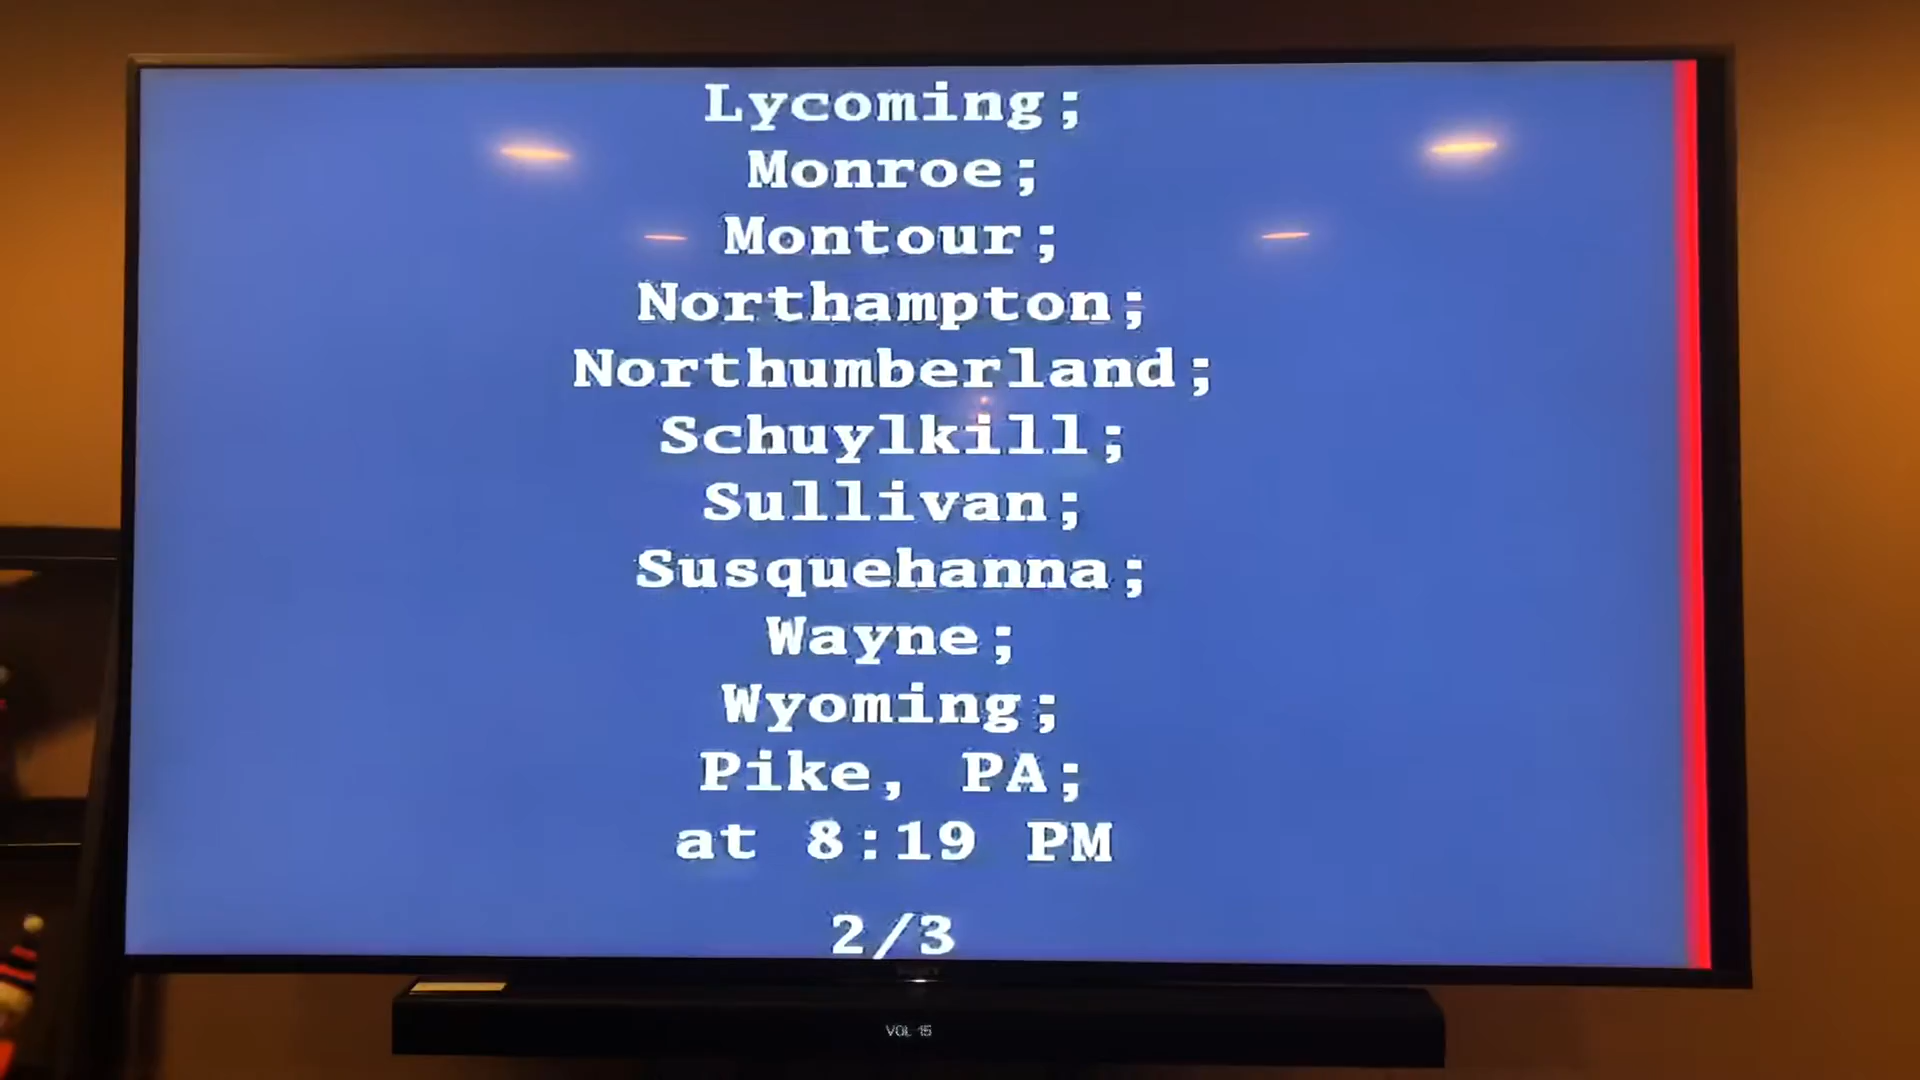 Lycoming;
Monroe;
Montour;
Northampton;
Northumberland;
Schuylkill;
Sullivan;
Susquehanna;
Wayne;
Wyoming;
Pike, PA;
at 8:19 PM
2/3
VOL 15